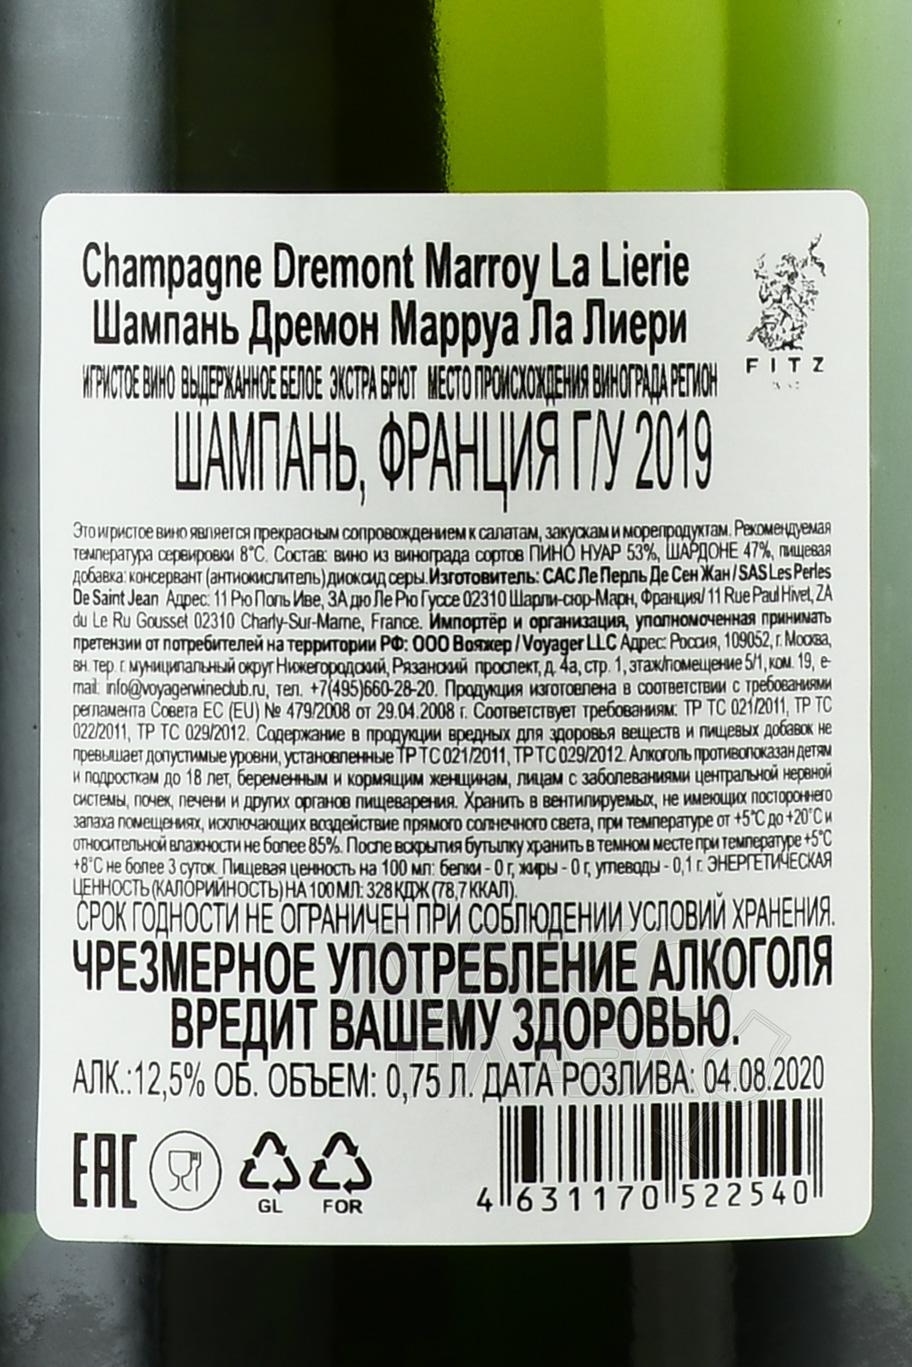 Champagne Dremont Marroy La Lierie
Шампань Дремон Марруа Ла Лиери
FITZ
ИГРИСТОЕ ВИНО ВЫДЕРЖАННОЕ БЕЛОЕ ЭКСТРА БРЮТ МЕСТО ПРОИСХОЖДЕНИЯ ВИНОГРАДА РЕГИОН
ШАМПАНЬ, ФРАНЦИЯ Г/У 2019
Это игристое вино является прекрасным сопровождением к салатам, закускам и морепродуктам. Рекомендуемая
температура сервировки 8°С. Состав: вино из винограда сортов ПИНО НУАР 53%, ШАРДОНЕ 47%, пищевая
добавка: консервант (антиокислитель) диоксид серы. Изготовитель: САС Ле Перль Де Сен Жан / SAS Les Perles
De Saint Jean Адрес: 11 Рю Поль Иве, ЗА дю Ле Рю Гуссе 02310 Шарли-сюр-Марн, Франция/ 11 Rue Paul Hivet, ZA
du Le Ru Gousset 02310 Charly-Sur-Marne, France. Импортёр и организация, уполномоченная принимать
претензии от потребителей на территории РФ: ООО Вояжер / Voyager LLC Адрес: Россия, 109052, г. Москва,
вн. тер. г. муниципальный округ Нижегородский, Рязанский проспект, д. 4а, стр. 1, этаж/помещение 5/1, ком. 19, e-
mail: info@voyagerwineclub.ru, тел. +7(495)660-28-20. Продукция изготовлена в соответствии с требованиями
регламента Совета ЕС (EU) № 479/2008 от 29.04.2008 г. Соответствует требованиям: ТР ТС 021/2011, ТР ТС
022/2011, ТР ТС 029/2012. Содержание в продукции вредных для здоровья веществ и пищевых добавок не
превышает допустимые уровни, установленные ТР ТС 021/2011, ТР ТС 029/2012. Алкоголь противопоказан детям
и подросткам до 18 лет, беременным и кормящим женщинам, лицам с заболеваниями центральной нервной
системы, почек, печени и других органов пищеварения. Хранить в вентилируемых, не имеющих постороннего
запаха помещениях, исключающих воздействие прямого солнечного света, при температуре от +5°С до +20°С и
относительной влажности не более 85%. После вскрытия бутылку хранить в темном месте при температуре +5°С
+8°С не более 3 суток. Пищевая ценность на 100 мл: белки - 0 г, жиры - 0 г, углеводы - 0,1 г. ЭНЕРГЕТИЧЕСКАЯ
ЦЕННОСТЬ (КАЛОРИЙНОСТЬ) НА 100 МЛ: 328 КДЖ (78,7 ККАЛ).
СРОК ГОДНОСТИ НЕ ОГРАНИЧЕН ПРИ СОБЛЮДЕНИИ УСЛОВИЙ ХРАНЕНИЯ.
ЧРЕЗМЕРНОЕ УПОТРЕБЛЕНИЕ АЛКОГОЛЯ
ВРЕДИТ ВАШЕМУ ЗДОРОВЬЮ.
АЛК.:12,5% ОБ. ОБЪЕМ: 0,75 Л. ДАТА РОЗЛИВА: 04.08.2020
EAC
GL FOR
4 631170 522540